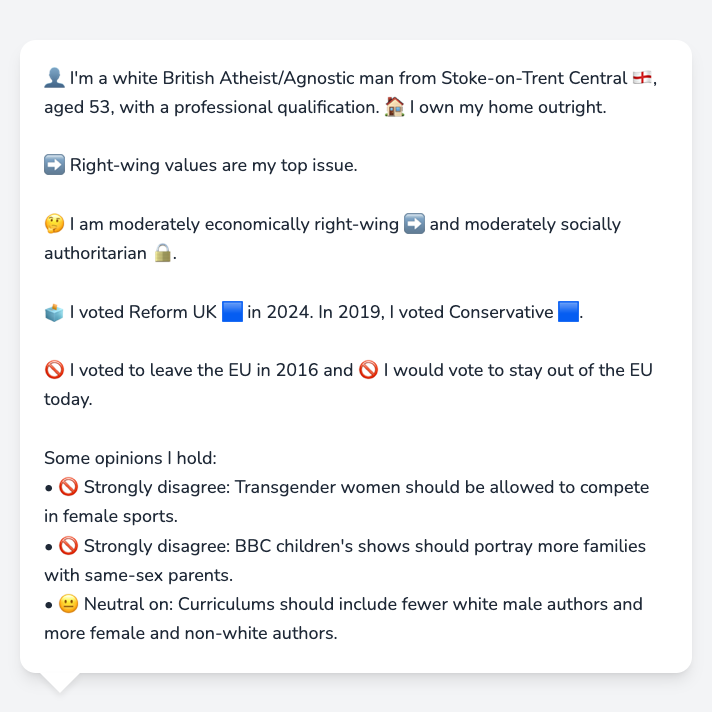 👤 I'm a white British Atheist/Agnostic man from Stoke-on-Trent Central 🏴󠁧󠁢󠁥󠁮󠁧󠁿,
aged 53, with a professional qualification. 🏠 I own my home outright.
➡️ Right-wing values are my top issue.
🤔 I am moderately economically right-wing ➡️ and moderately socially
authoritarian 🔒.
🗳️ I voted Reform UK 🟦 in 2024. In 2019, I voted Conservative 🟦.
🚫 I voted to leave the EU in 2016 and 🚫 I would vote to stay out of the EU
today.
Some opinions I hold:
• 🚫 Strongly disagree: Transgender women should be allowed to compete
in female sports.
• 🚫 Strongly disagree: BBC children's shows should portray more families
with same-sex parents.
• 😐 Neutral on: Curriculums should include fewer white male authors and
more female and non-white authors.